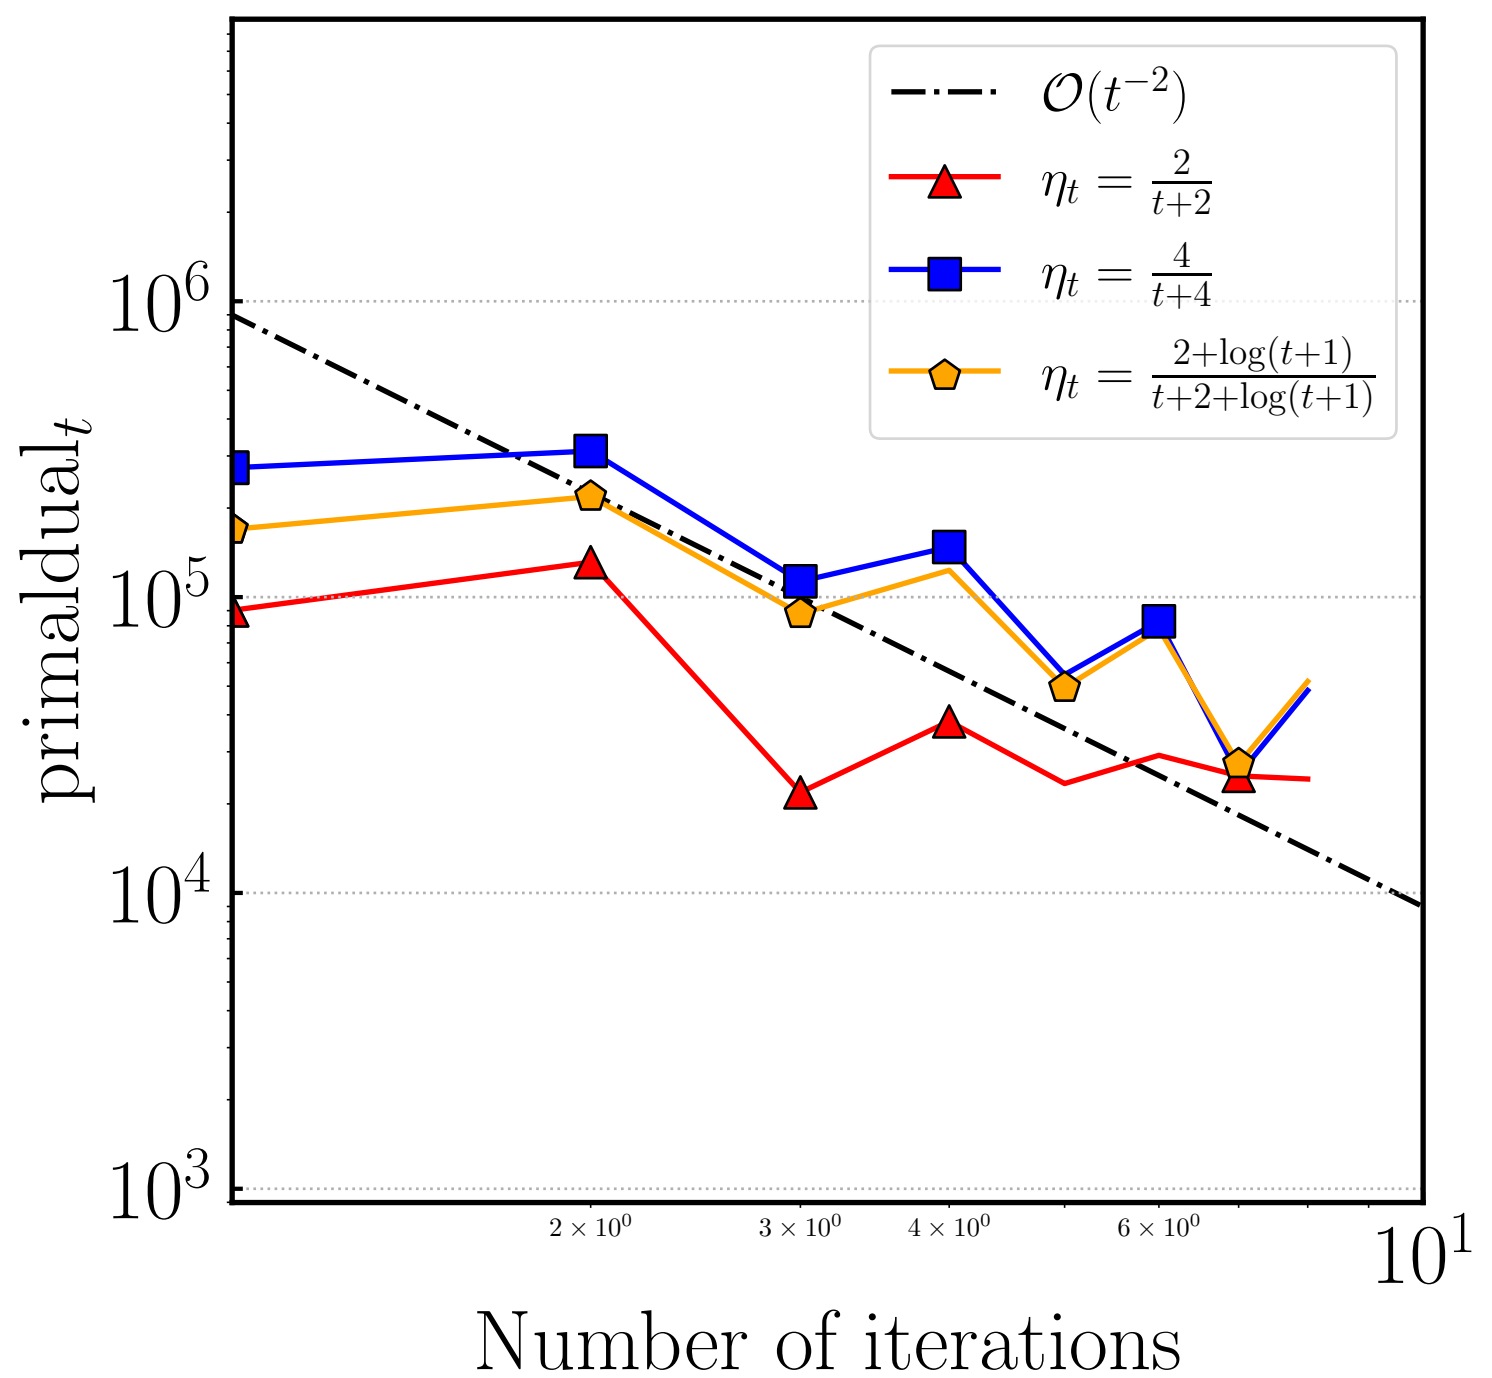 𝒪(t⁻²)
ηₜ = 2/(t+2)
ηₜ = 4/(t+4)
ηₜ = (2+log(t+1))/(t+2+log(t+1))
primaldualₜ
10⁶
10⁵
10⁴
10³
2 × 10⁰ 3 × 10⁰ 4 × 10⁰ 6 × 10⁰
10¹
Number of iterations